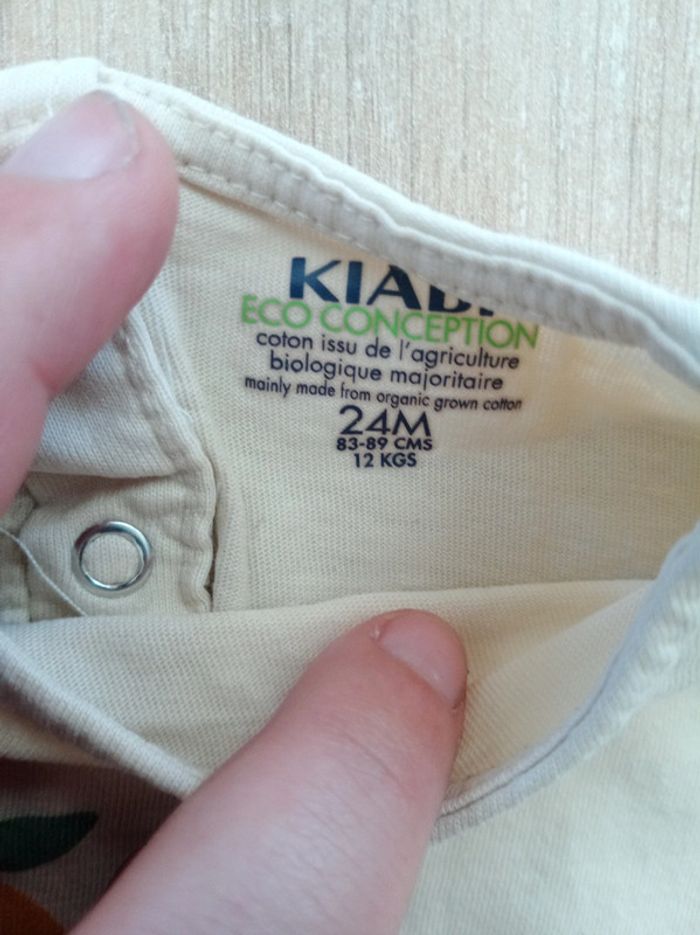 KIABI
ECO CONCEPTION
coton issu de l'agriculture
biologique majoritaire
mainly made from organic grown cotton
24M
83-89 CMS
12 KGS